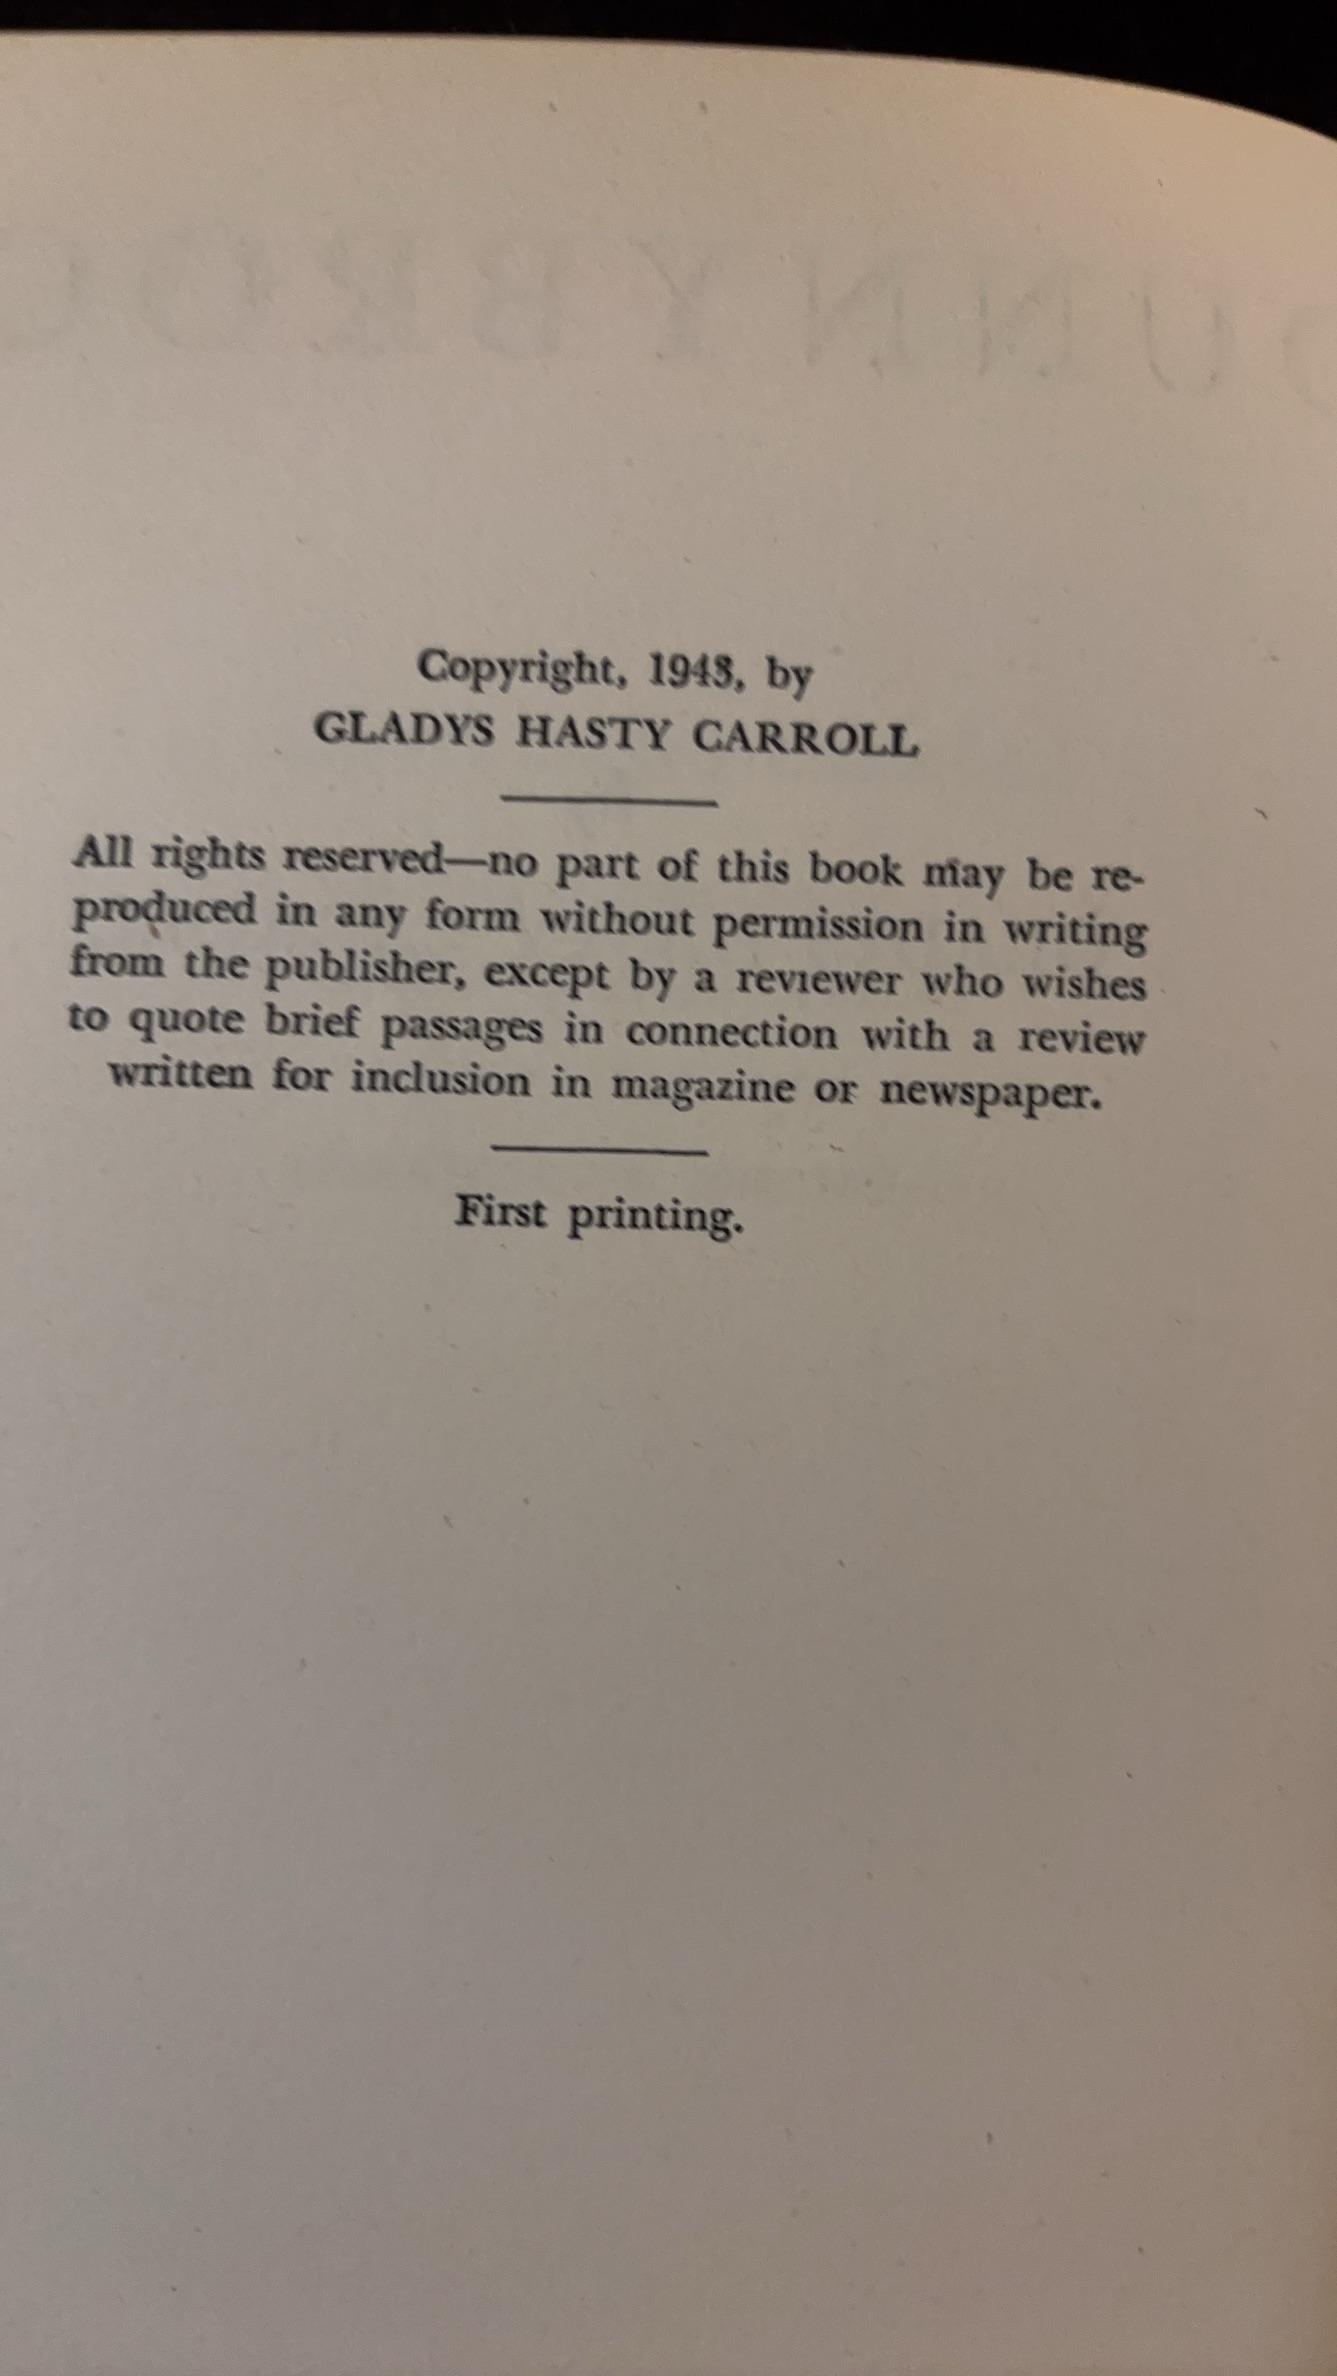 Copyright, 1943, by
GLADYS HASTY CARROLL
All rights reserved—no part of this book may be re-
produced in any form without permission in writing
from the publisher, except by a reviewer who wishes
to quote brief passages in connection with a review
written for inclusion in magazine or newspaper.
First printing.